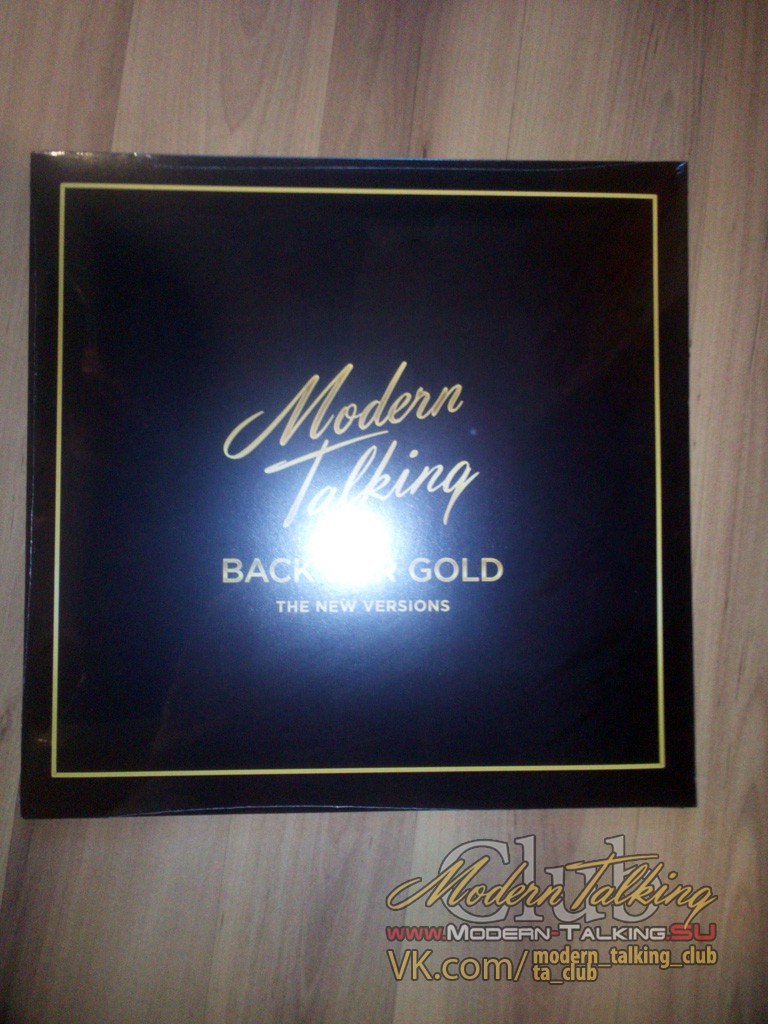 Modern
Talking
BACK GOLD
THE NEW VERSIONS
Club
Modern Talking
www.Modern-Talking.SU
VK.com/
modern_talking_club
ta_club